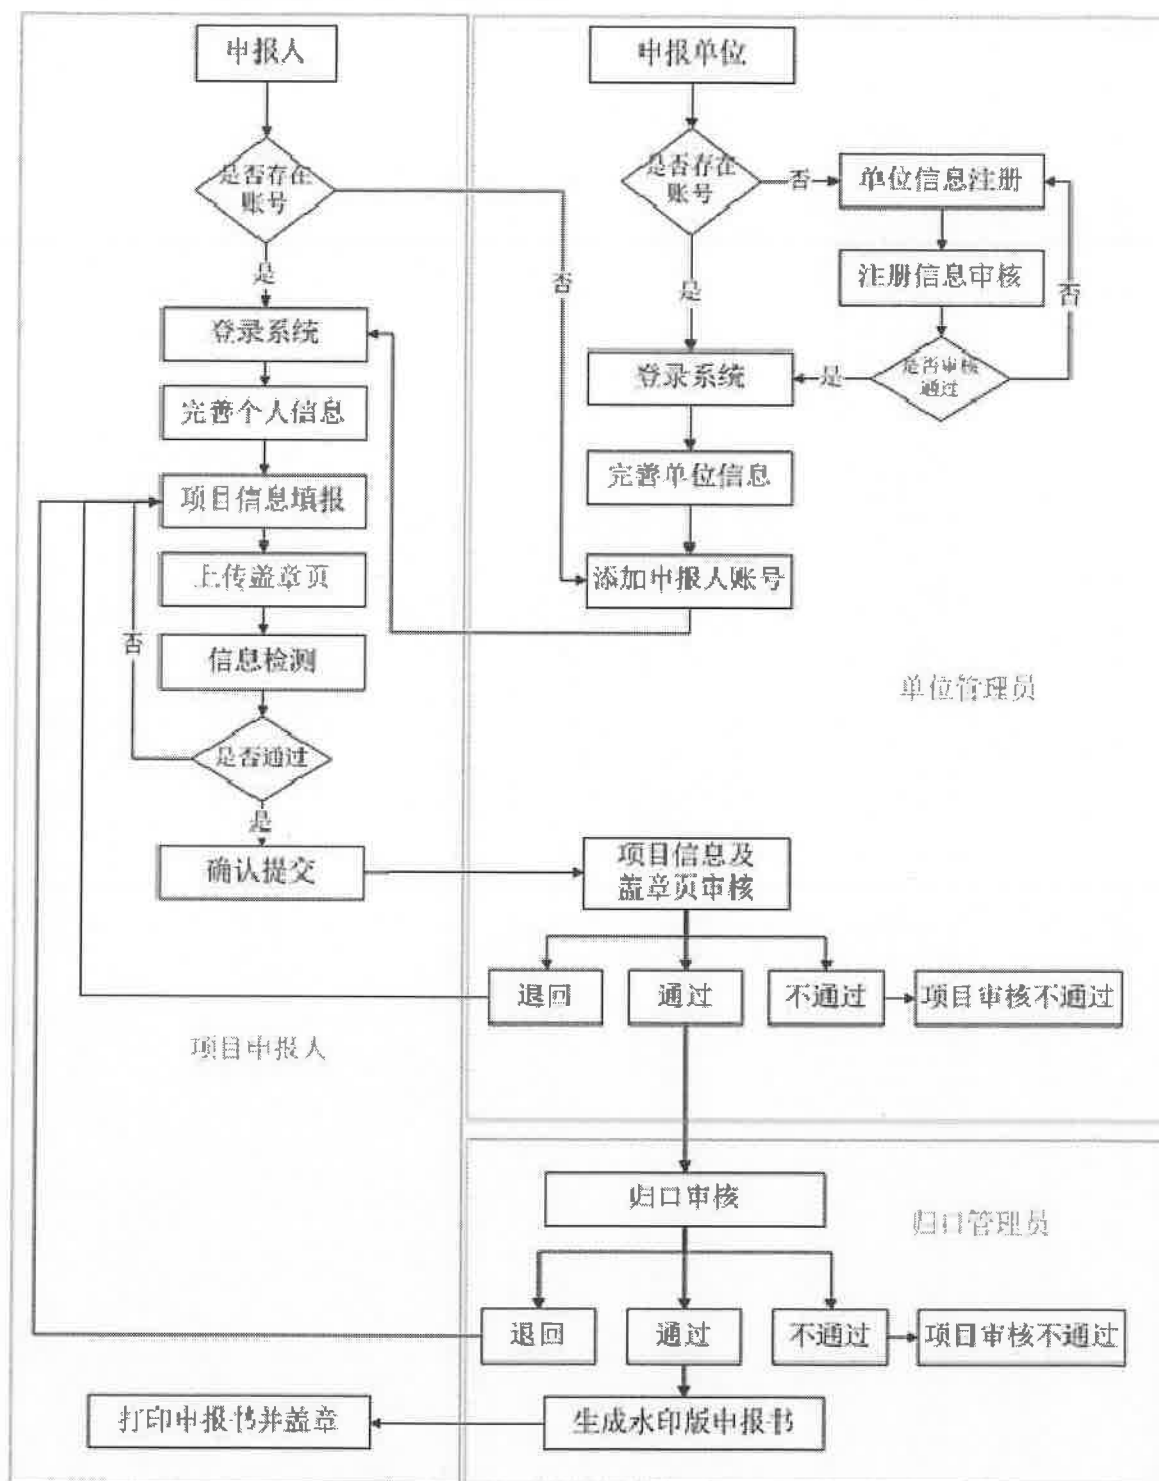 申报人
申报单位
是否存在
账号
是否存在
账号
否
单位信息注册
注册信息审核
否
是
否
是
登录系统
登录系统
是
是否审核
通过
完善个人信息
完善单位信息
项目信息填报
上传盖章页
添加申报人账号
否
信息检测
单位管理员
是否通过
是
确认提交
项目信息及
盖章页审核
退回
通过
不通过
项目审核不通过
项目申报人
归口审核
归口管理员
退回
通过
不通过
项目审核不通过
打印申报书并盖章
生成水印版申报书